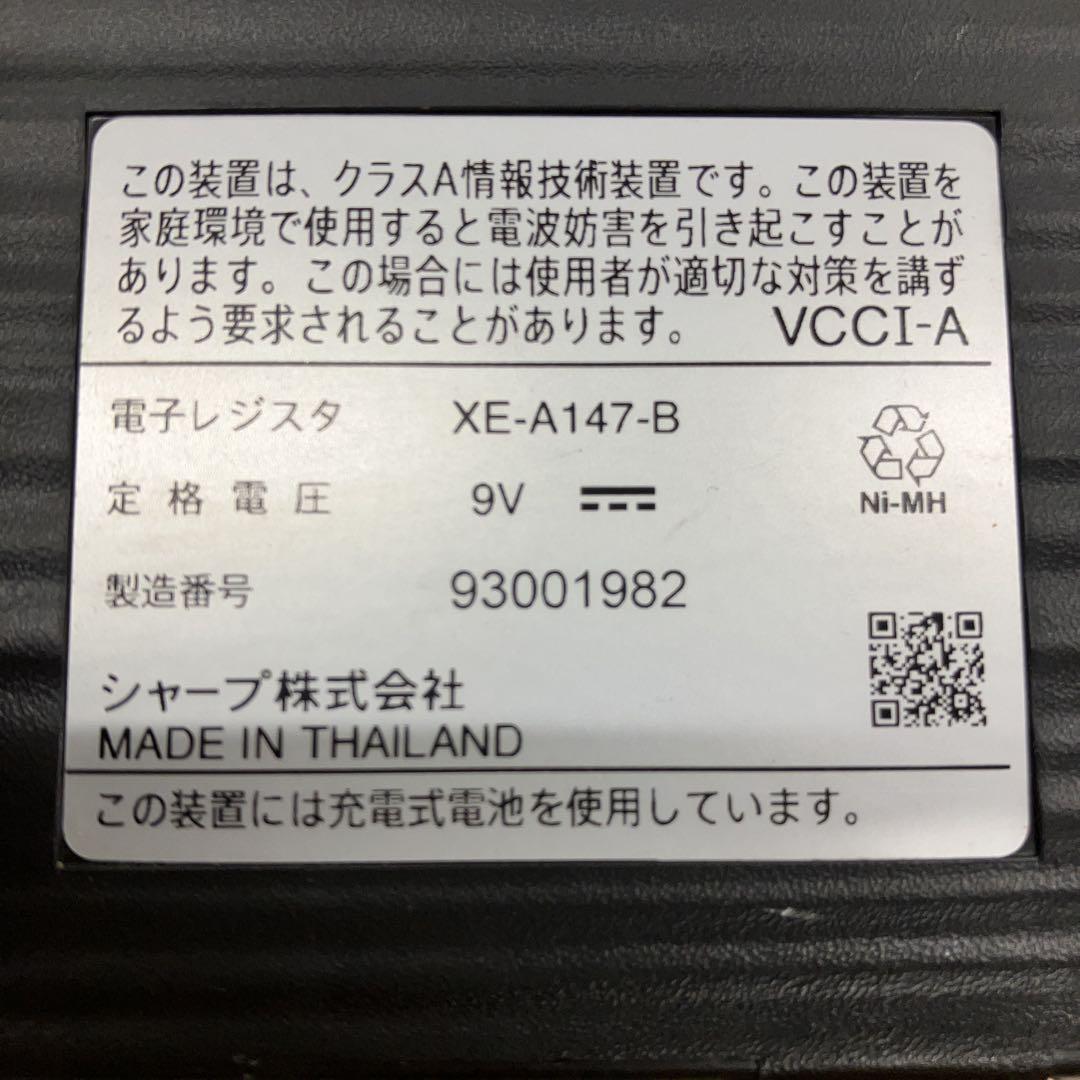 この装置は、クラスA情報技術装置です。この装置を
家庭環境で使用すると電波妨害を引き起こすことが
あります。この場合には使用者が適切な対策を講ず
るよう要求されることがあります。 VCCI-A
電子レジスタ XE-A147-B
定格電圧 9V
Ni-MH
製造番号 93001982
シャープ株式会社
MADE IN THAILAND
この装置には充電式電池を使用しています。